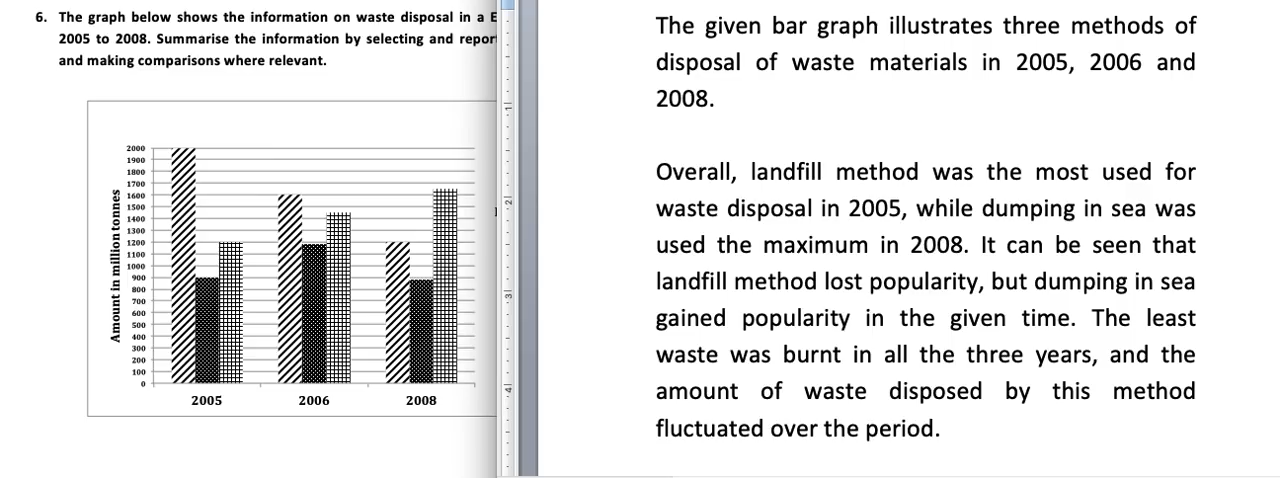 6. The graph below shows the information on waste disposal in a E
2005 to 2008. Summarise the information by selecting and repor
and making comparisons where relevant.
Amount in million tonnes
2000
1900
1800
1700
1600
1500
1400
1300
1200
1100
1000
900
800
700
600
500
400
300
200
100
0
2005 2006 2008
1
2
3
4
The given bar graph illustrates three methods of
disposal of waste materials in 2005, 2006 and
2008.
Overall, landfill method was the most used for
waste disposal in 2005, while dumping in sea was
used the maximum in 2008. It can be seen that
landfill method lost popularity, but dumping in sea
gained popularity in the given time. The least
waste was burnt in all the three years, and the
amount of waste disposed by this method
fluctuated over the period.